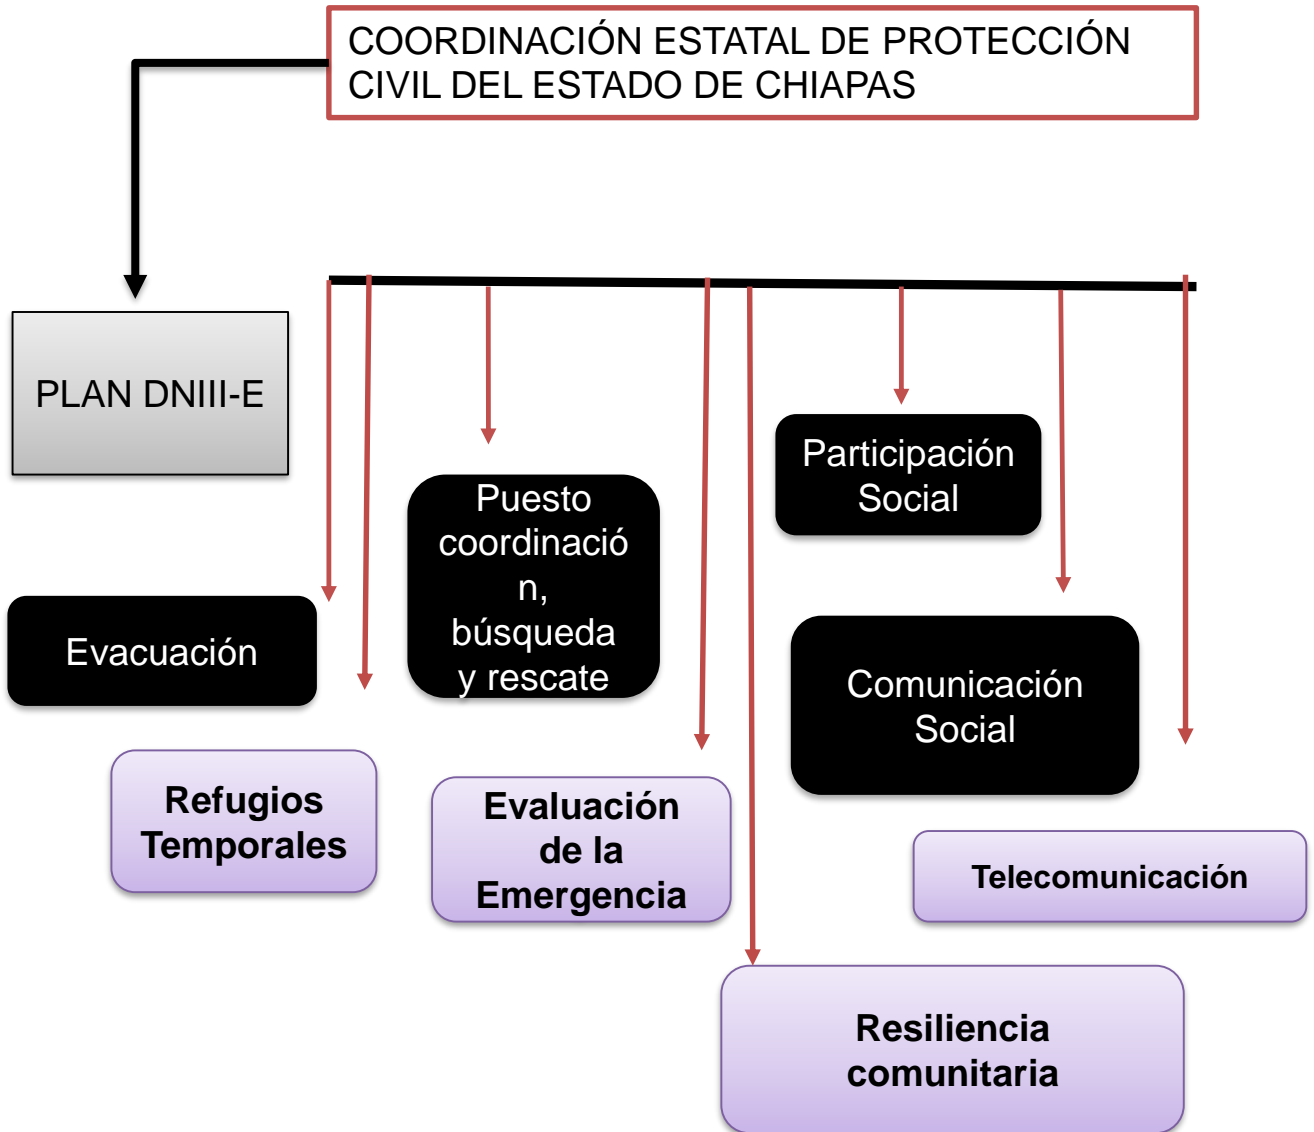 COORDINACIÓN ESTATAL DE PROTECCIÓN
CIVIL DEL ESTADO DE CHIAPAS
PLAN DNIII-E
Participación
Social
Puesto
coordinació
n,
búsqueda
y rescate
Evacuación
Comunicación
Social
Refugios
Temporales
Evaluación
de la
Emergencia
Telecomunicación
Resiliencia
comunitaria